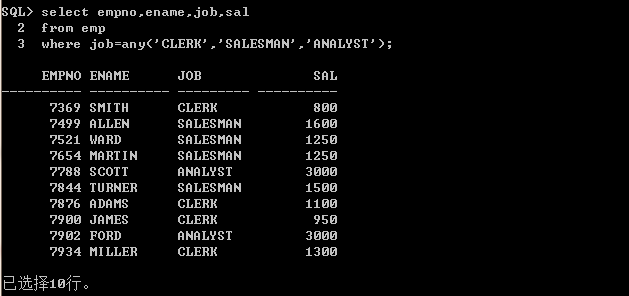 SQL> select empno,ename,job,sal
  2  from emp
  3  where job=any('CLERK','SALESMAN','ANALYST');
     EMPNO ENAME      JOB              SAL
---------- ---------- --------- ----------
      7369 SMITH      CLERK            800
      7499 ALLEN      SALESMAN        1600
      7521 WARD       SALESMAN        1250
      7654 MARTIN     SALESMAN        1250
      7788 SCOTT      ANALYST         3000
      7844 TURNER     SALESMAN        1500
      7876 ADAMS      CLERK           1100
      7900 JAMES      CLERK            950
      7902 FORD       ANALYST         3000
      7934 MILLER     CLERK           1300
已选择10行。